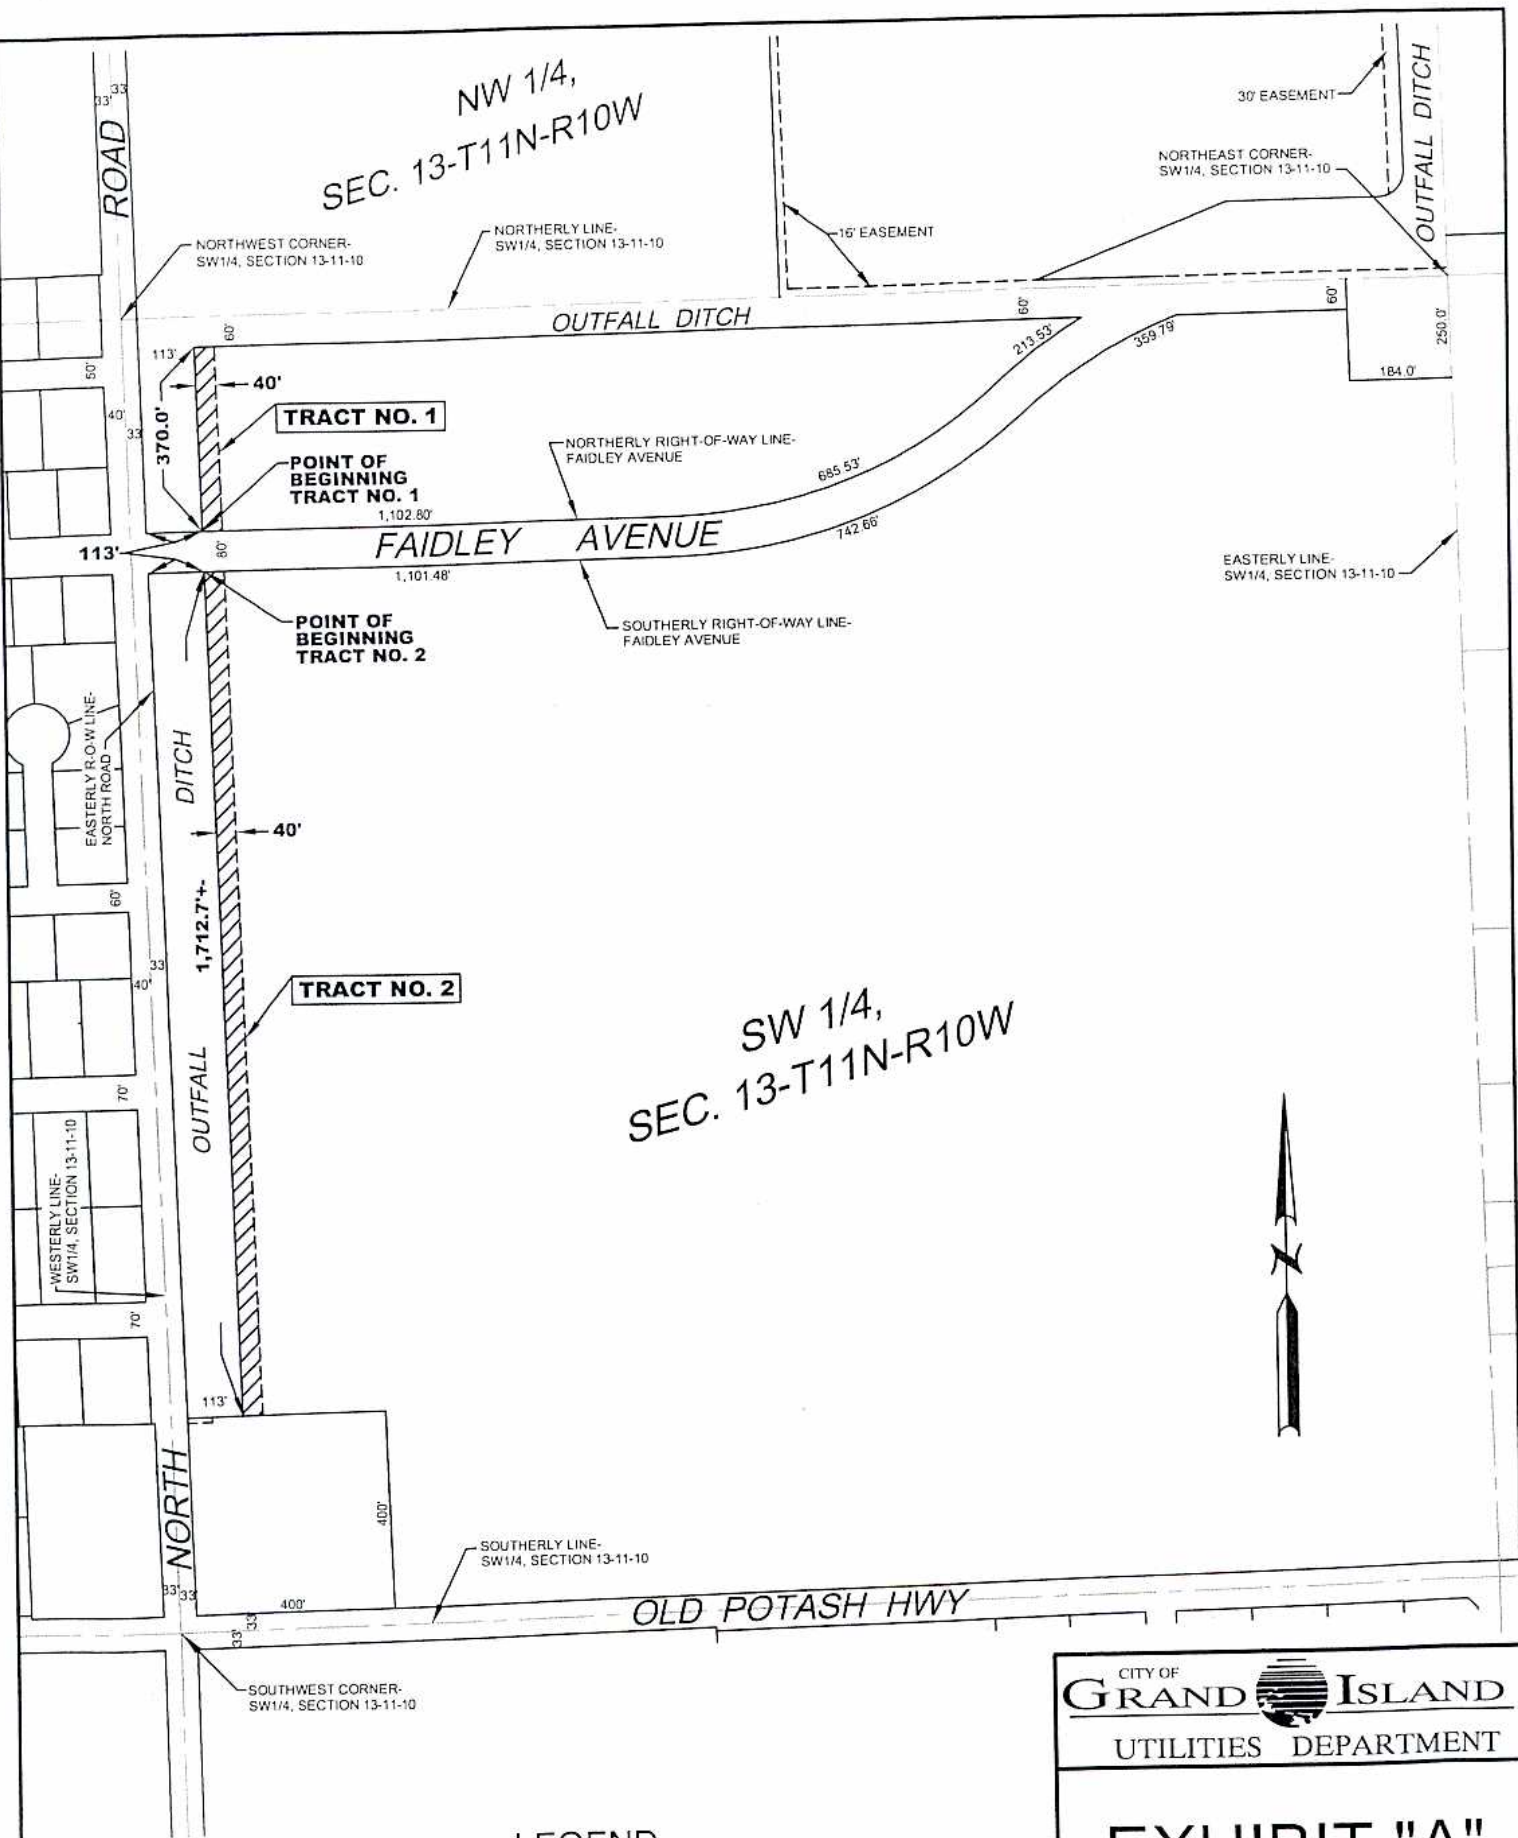 33'
33'
ROAD
NW 1/4,
SEC. 13-T11N-R10W
30' EASEMENT
OUTFALL DITCH
NORTHEAST CORNER-
SW1/4, SECTION 13-11-10
NORTHWEST CORNER-
SW1/4, SECTION 13-11-10
NORTHERLY LINE-
SW1/4, SECTION 13-11-10
16' EASEMENT
60'
OUTFALL DITCH
60'
60'
250.0'
113'
213.53'
359.79'
184.0'
50'
40'
TRACT NO. 1
40'
33'
370.0'
POINT OF
BEGINNING
TRACT NO. 1
NORTHERLY RIGHT-OF-WAY LINE-
FAIDLEY AVENUE
685.53'
1,102.80'
113'
80'
FAIDLEY AVENUE
742.66'
1,101.48'
EASTERLY LINE-
SW1/4, SECTION 13-11-10
POINT OF
BEGINNING
TRACT NO. 2
SOUTHERLY RIGHT-OF-WAY LINE-
FAIDLEY AVENUE
EASTERLY R-O-W LINE-
NORTH ROAD
DITCH
40'
60'
1,712.7'+-
33'
40'
TRACT NO. 2
SW 1/4,
SEC. 13-T11N-R10W
OUTFALL
70'
WESTERLY LINE-
SW1/4, SECTION 13-11-10
N
70'
113'
NORTH
400'
SOUTHERLY LINE-
SW1/4, SECTION 13-11-10
33'
33'
400'
OLD POTASH HWY
33'
33'
SOUTHWEST CORNER-
SW1/4, SECTION 13-11-10
CITY OF
GRAND ISLAND
UTILITIES DEPARTMENT
LEGEND
EXHIBIT "A"